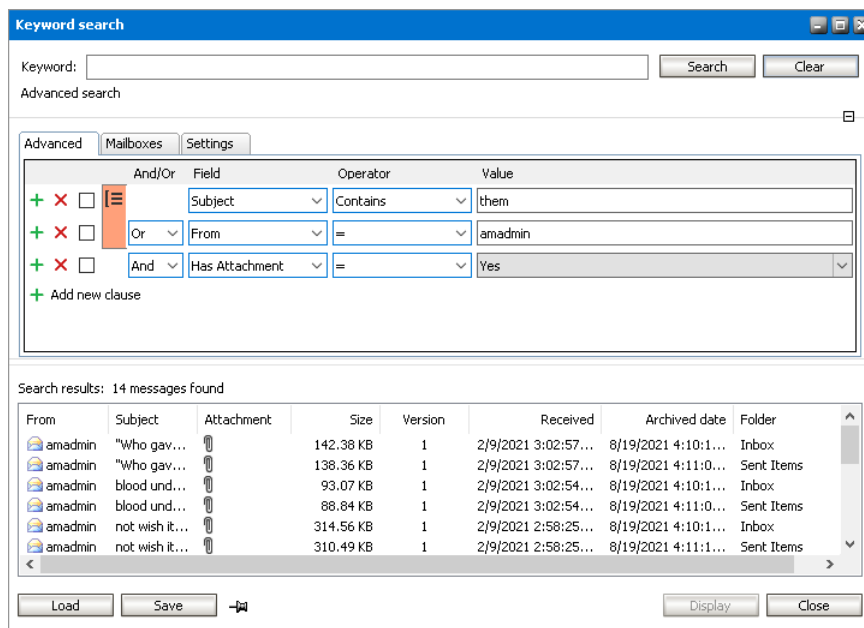 Keyword search
Keyword:
Search
Clear
Advanced search
Advanced Mailboxes Settings
And/Or Field Operator Value
Subject Contains them
Or From = amadmin
And Has Attachment = Yes
Add new clause
Search results: 14 messages found
From Subject Attachment Size Version Received Archived date Folder
amadmin "Who gav... 142.38 KB 1 2/9/2021 3:02:57... 8/19/2021 4:10:1... Inbox
amadmin "Who gav... 138.36 KB 1 2/9/2021 3:02:57... 8/19/2021 4:11:0... Sent Items
amadmin blood und... 93.07 KB 1 2/9/2021 3:02:54... 8/19/2021 4:10:1... Inbox
amadmin blood und... 88.84 KB 1 2/9/2021 3:02:54... 8/19/2021 4:11:0... Sent Items
amadmin not wish it... 314.56 KB 1 2/9/2021 2:58:25... 8/19/2021 4:10:1... Inbox
amadmin not wish it... 310.49 KB 1 2/9/2021 2:58:25... 8/19/2021 4:11:1... Sent Items
Load Save Display Close